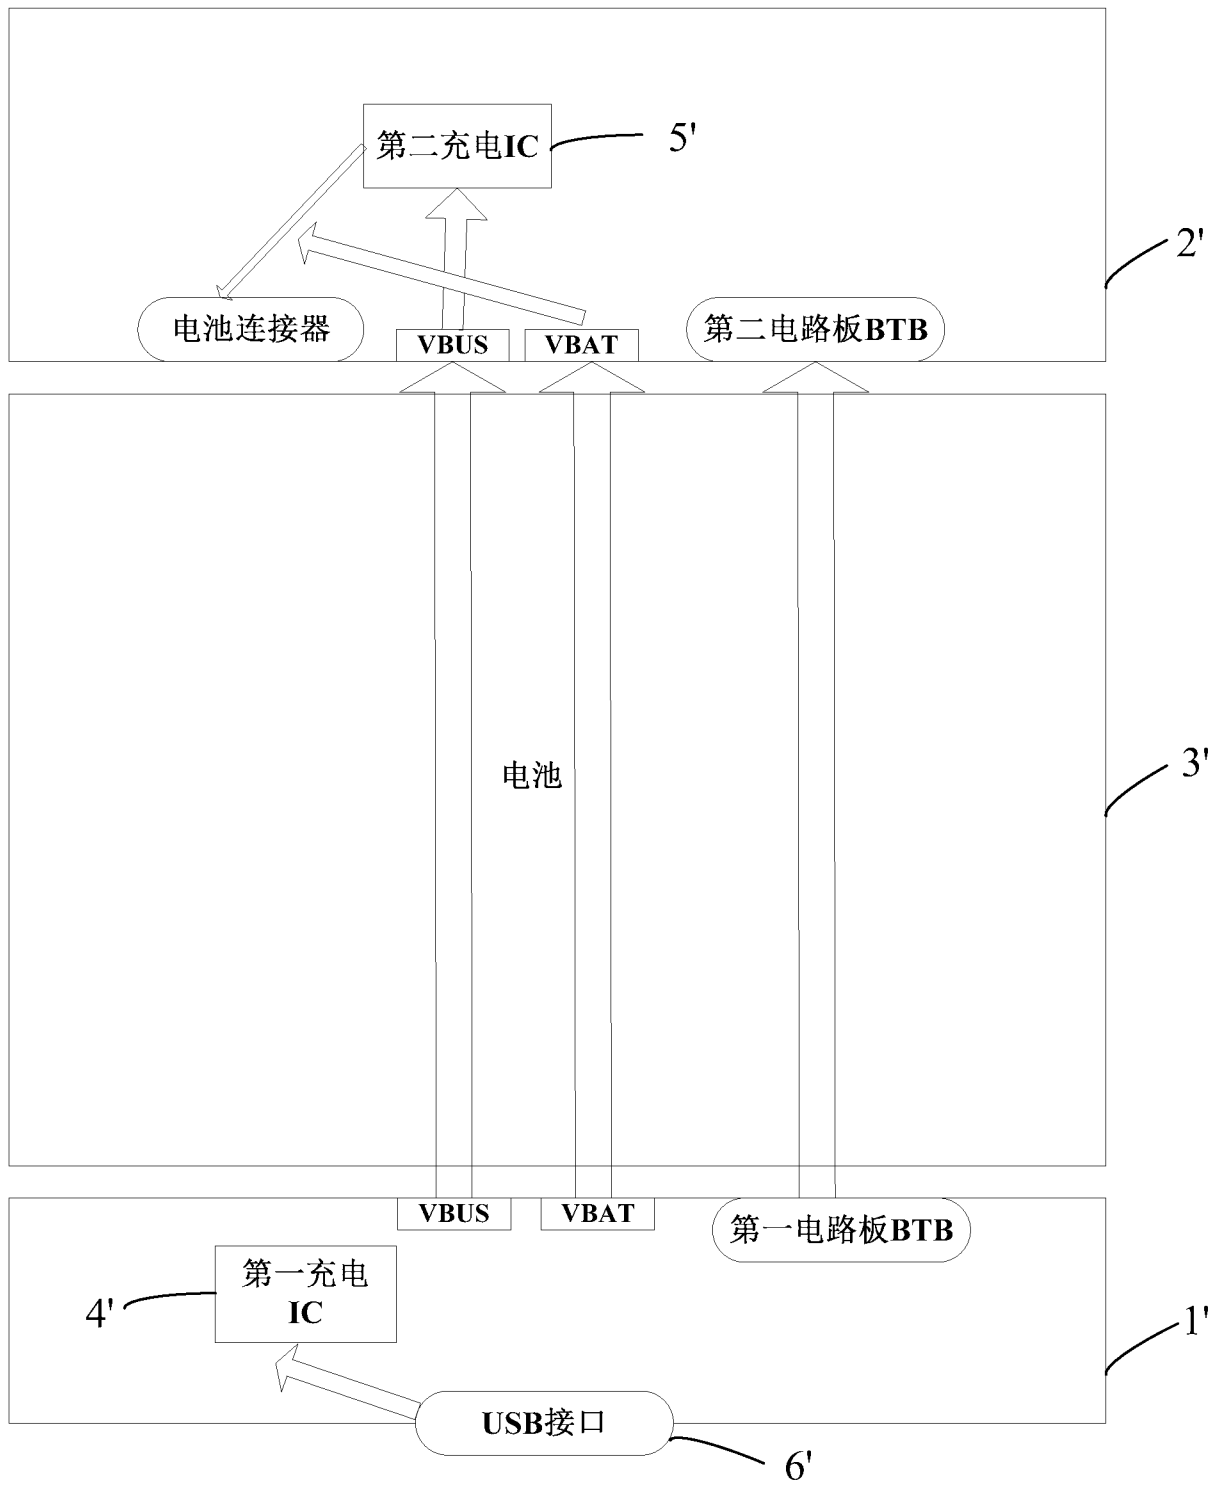 第二充电IC
5'
2'
电池连接器
VBUS
VBAT
第二电路板BTB
3'
电池
VBUS
VBAT
第一电路板BTB
第一充电
IC
4'
1'
USB接口
6'